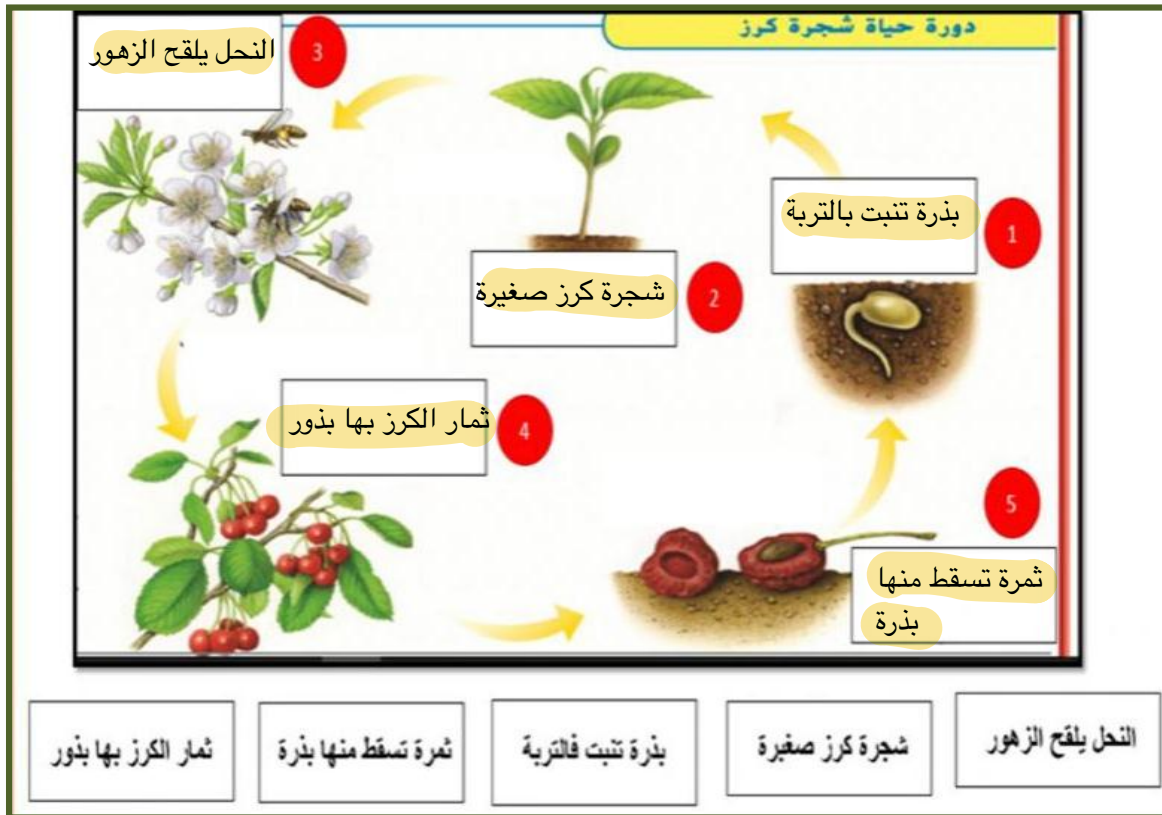 دورة حياة شجرة كرز
3
النحل يلقح الزهور
بذرة تنبت بالتربة
1
شجرة كرز صغيرة
2
ثمار الكرز بها بذور
4
5
ثمرة تسقط منها
بذرة
النحل يلقح الزهور
شجرة كرز صغيرة
بذرة تنبت فالتربة
ثمرة تسقط منها بذرة
ثمار الكرز بها بذور